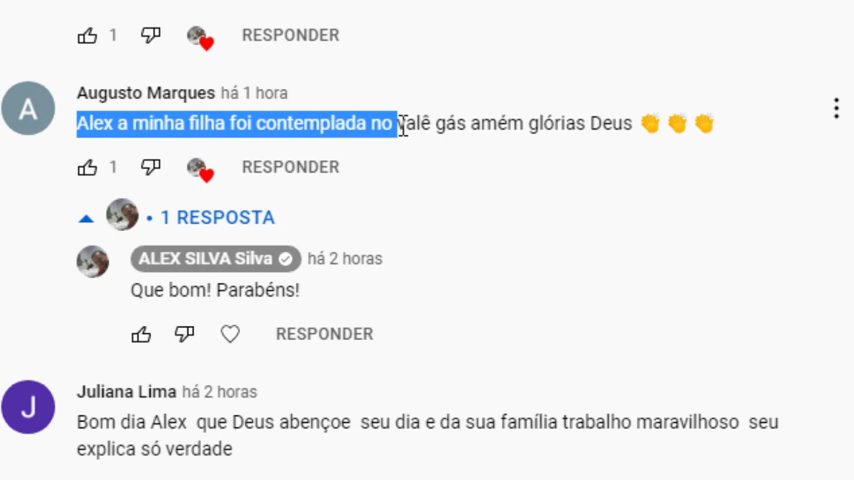 1 RESPONDER
A
Augusto Marques há 1 hora
Alex a minha filha foi contemplada no valê gás amém glórias Deus 👏 👏 👏
1 RESPONDER
• 1 RESPOSTA
ALEX SILVA Silva há 2 horas
Que bom! Parabéns!
RESPONDER
J
Juliana Lima há 2 horas
Bom dia Alex que Deus abençoe seu dia e da sua família trabalho maravilhoso seu
explica só verdade